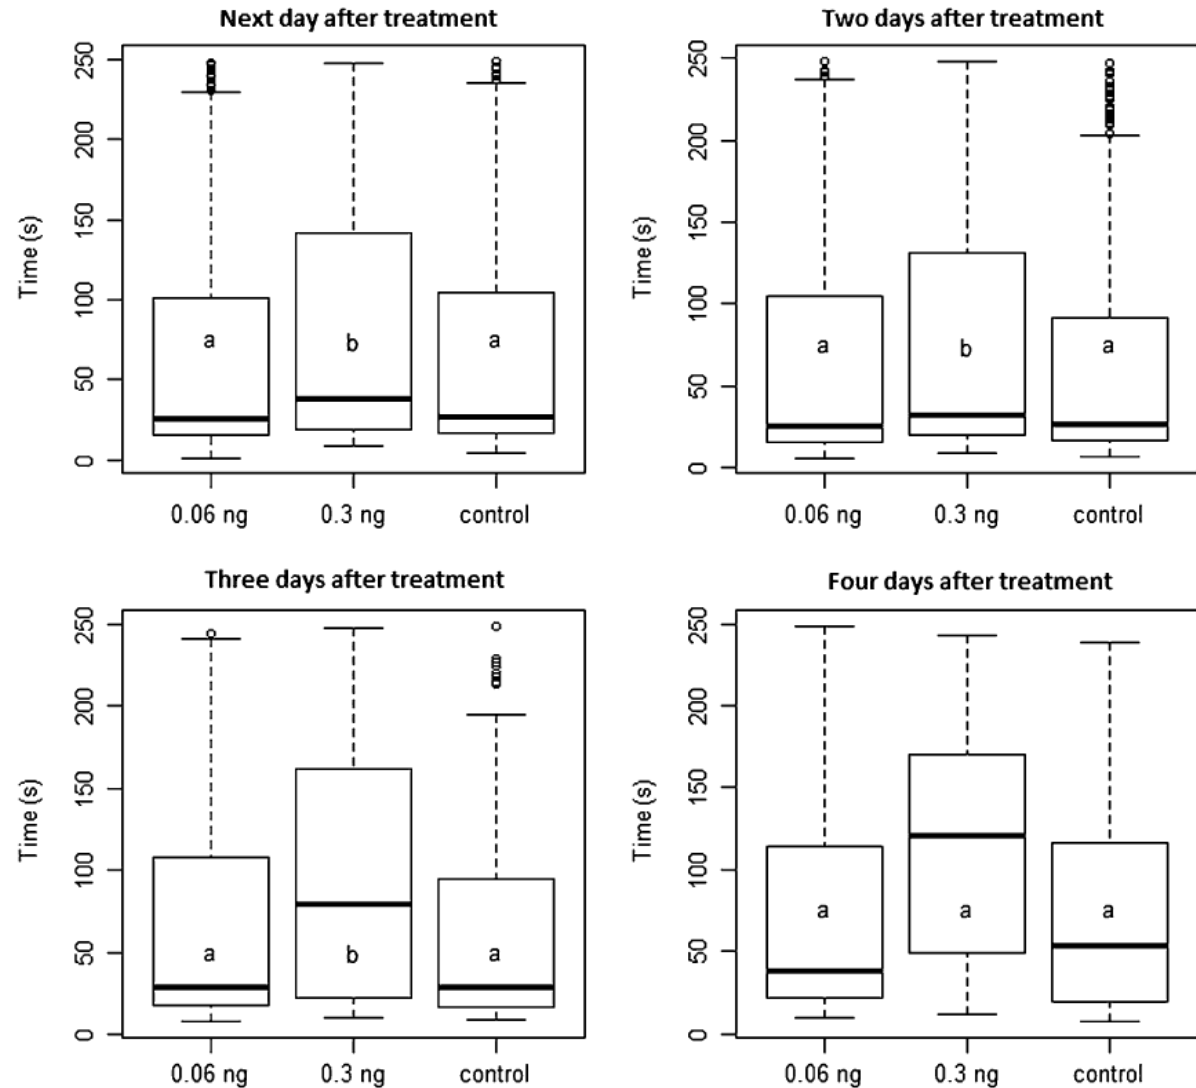 Next day after treatment
Time (s)
250
200
150
100
50
0
a
b
a
0.06 ng
0.3 ng
control
Two days after treatment
Time (s)
250
200
150
100
50
0
a
b
a
0.06 ng
0.3 ng
control
Three days after treatment
Time (s)
250
200
150
100
50
0
a
b
a
0.06 ng
0.3 ng
control
Four days after treatment
Time (s)
250
200
150
100
50
0
a
a
a
0.06 ng
0.3 ng
control